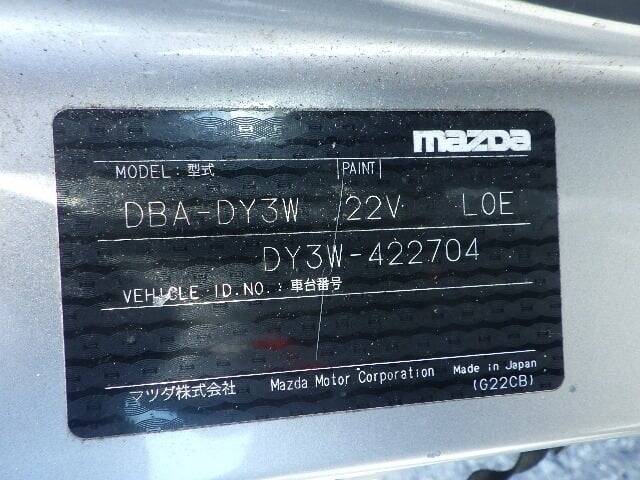 mazda
MODEL:型式 PAINT
DBA-DY3W 22V L0E
DY3W-422704
VEHICLE ID.NO.:車台番号
マツダ株式会社 Mazda Motor Corporation Made in Japan
(G22CB)